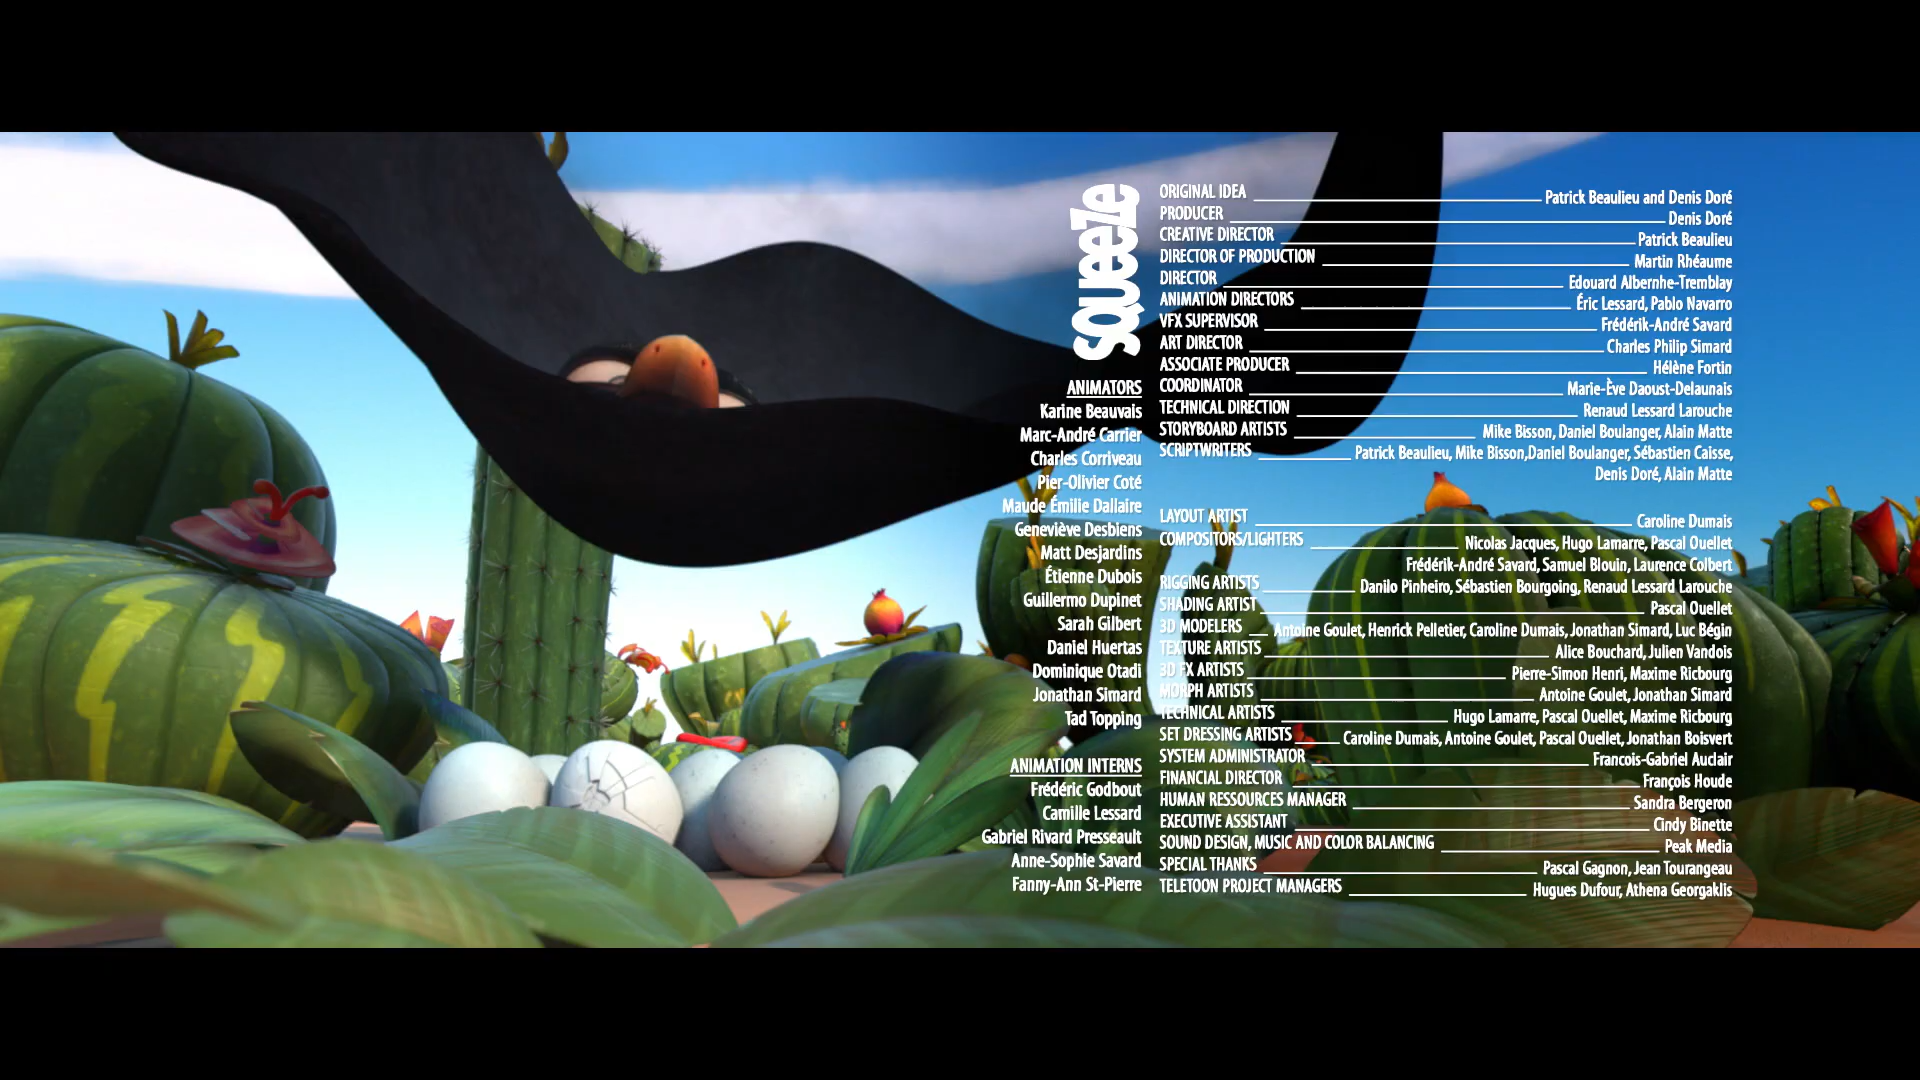 squeeze
ANIMATORS
Karine Beauvais
Marc-André Carrier
Charles Corriveau
Pier-Olivier Coté
Maude Émilie Dallaire
Geneviève Desbiens
Matt Desjardins
Étienne Dubois
Guillermo Dupinet
Sarah Gilbert
Daniel Huertas
Dominique Otadi
Jonathan Simard
Tad Topping
ANIMATION INTERNS
Frédéric Godbout
Camille Lessard
Gabriel Rivard Presseault
Anne-Sophie Savard
Fanny-Ann St-Pierre
ORIGINAL IDEA Patrick Beaulieu and Denis Doré
PRODUCER Denis Doré
CREATIVE DIRECTOR Patrick Beaulieu
DIRECTOR OF PRODUCTION Martin Rhéaume
DIRECTOR Edouard Albernhe-Tremblay
ANIMATION DIRECTORS Éric Lessard, Pablo Navarro
VFX SUPERVISOR Frédérik-André Savard
ART DIRECTOR Charles Philip Simard
ASSOCIATE PRODUCER Hélène Fortin
COORDINATOR Marie-Ève Daoust-Delaunais
TECHNICAL DIRECTION Renaud Lessard Larouche
STORYBOARD ARTISTS Mike Bisson, Daniel Boulanger, Alain Matte
SCRIPTWRITERS Patrick Beaulieu, Mike Bisson,Daniel Boulanger, Sébastien Caisse,
Denis Doré, Alain Matte
LAYOUT ARTIST Caroline Dumais
COMPOSITORS/LIGHTERS Nicolas Jacques, Hugo Lamarre, Pascal Ouellet
Frédérik-André Savard, Samuel Blouin, Laurence Colbert
RIGGING ARTISTS Danilo Pinheiro, Sébastien Bourgoing, Renaud Lessard Larouche
SHADING ARTIST Pascal Ouellet
3D MODELERS Antoine Goulet, Henrick Pelletier, Caroline Dumais, Jonathan Simard, Luc Bégin
TEXTURE ARTISTS Alice Bouchard, Julien Vandois
3D FX ARTISTS Pierre-Simon Henri, Maxime Ricbourg
MORPH ARTISTS Antoine Goulet, Jonathan Simard
TECHNICAL ARTISTS Hugo Lamarre, Pascal Ouellet, Maxime Ricbourg
SET DRESSING ARTISTS Caroline Dumais, Antoine Goulet, Pascal Ouellet, Jonathan Boisvert
SYSTEM ADMINISTRATOR Francois-Gabriel Auclair
FINANCIAL DIRECTOR François Houde
HUMAN RESSOURCES MANAGER Sandra Bergeron
EXECUTIVE ASSISTANT Cindy Binette
SOUND DESIGN, MUSIC AND COLOR BALANCING Peak Media
SPECIAL THANKS Pascal Gagnon, Jean Tourangeau
TELETOON PROJECT MANAGERS Hugues Dufour, Athena Georgaklis